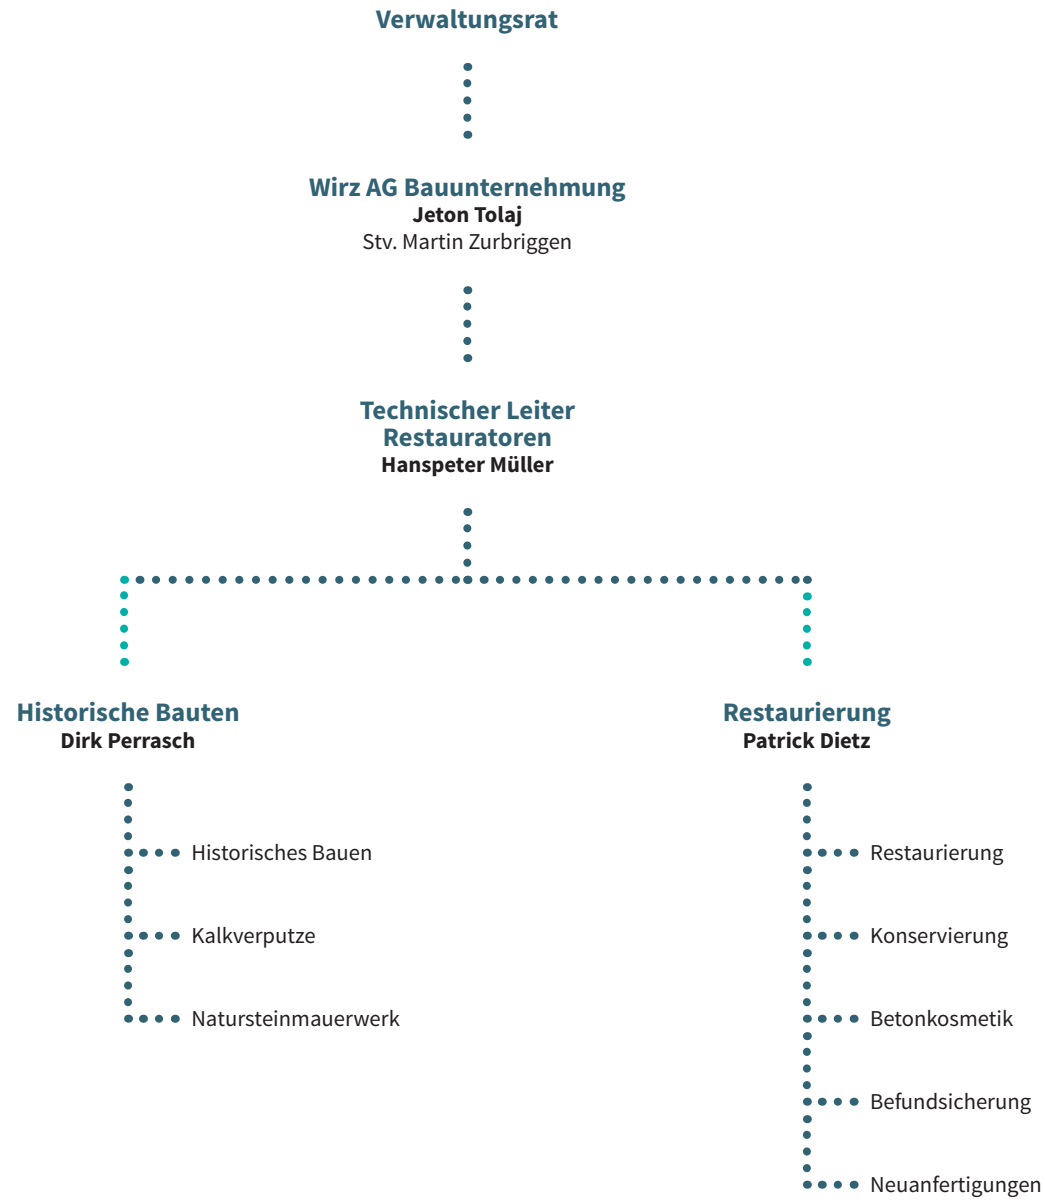 Verwaltungsrat
Wirz AG Bauunternehmung
Jeton Tolaj
Stv. Martin Zurbriggen
Technischer Leiter
Restauratoren
Hanspeter Müller
Historische Bauten
Dirk Perrasch
Historisches Bauen
Kalkverputze
Natursteinmauerwerk
Restaurierung
Patrick Dietz
Restaurierung
Konservierung
Betonkosmetik
Befundsicherung
Neuanfertigungen